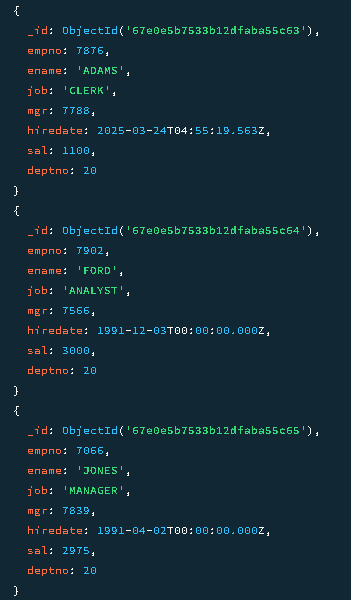 {
  _id: ObjectId('67e0e5b7533b12dfaba55c63'),
  empno: 7876,
  ename: 'ADAMS',
  job: 'CLERK',
  mgr: 7788,
  hiredate: 2025-03-24T04:55:19.563Z,
  sal: 1100,
  deptno: 20
}
{
  _id: ObjectId('67e0e5b7533b12dfaba55c64'),
  empno: 7902,
  ename: 'FORD',
  job: 'ANALYST',
  mgr: 7566,
  hiredate: 1991-12-03T00:00:00.000Z,
  sal: 3000,
  deptno: 20
}
{
  _id: ObjectId('67e0e5b7533b12dfaba55c65'),
  empno: 7066,
  ename: 'JONES',
  job: 'MANAGER',
  mgr: 7839,
  hiredate: 1991-04-02T00:00:00.000Z,
  sal: 2975,
  deptno: 20
}